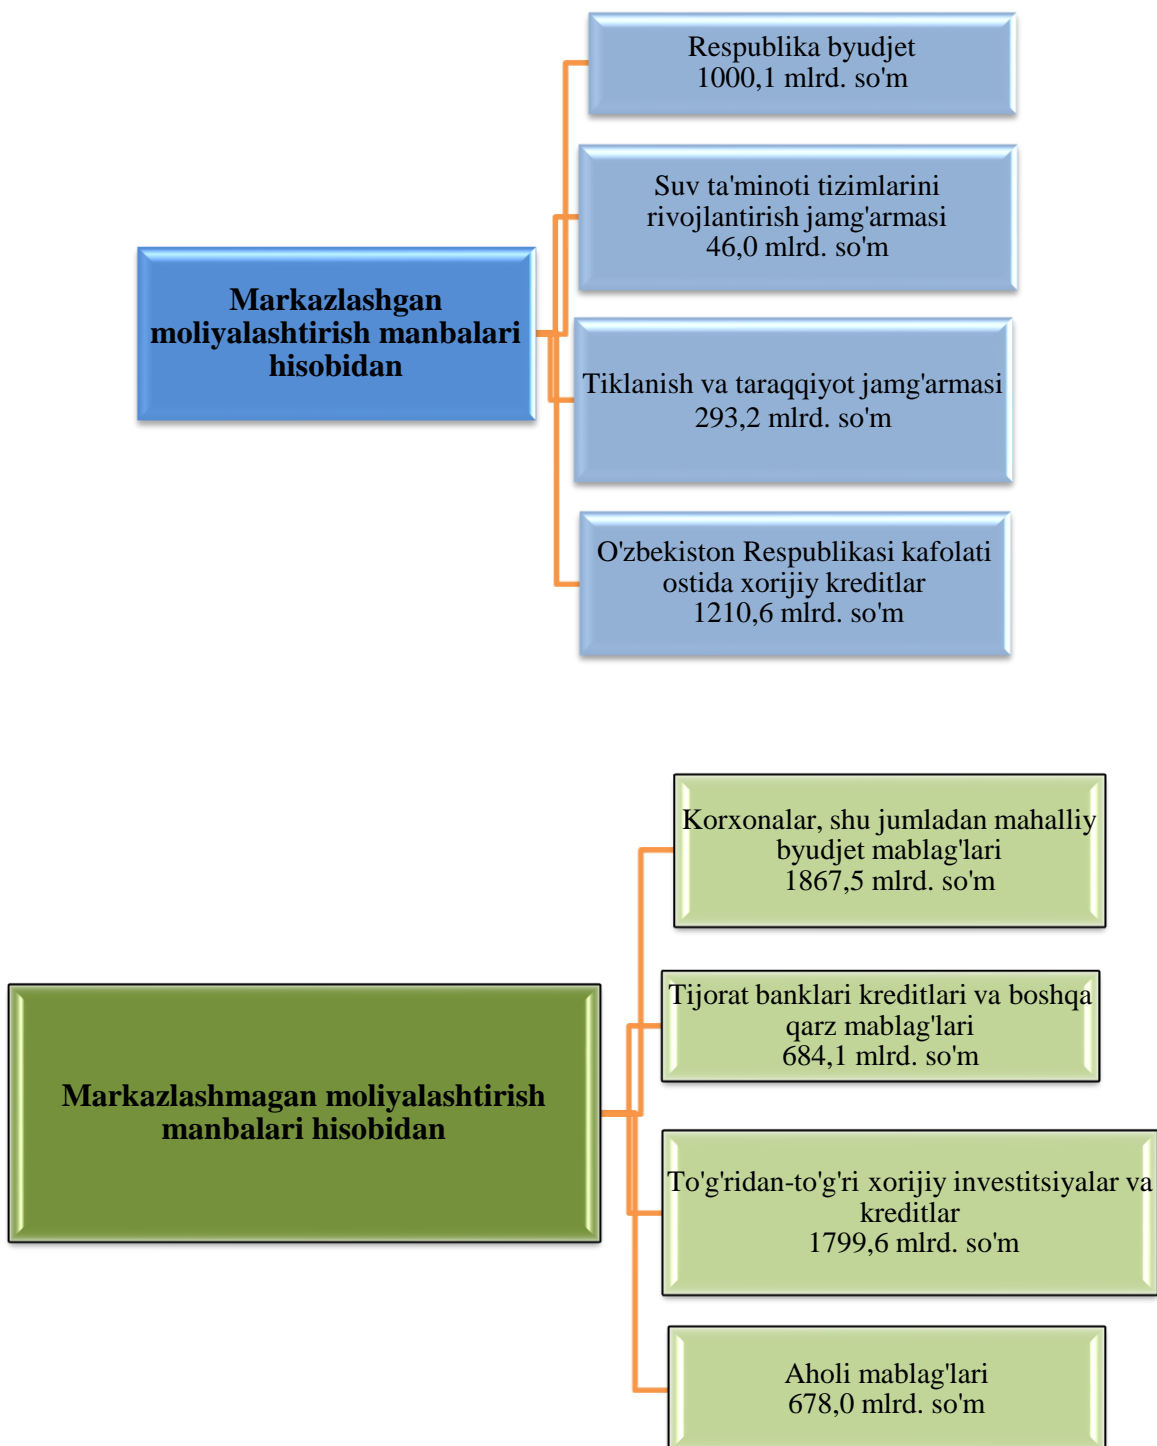 Respublika byudjet
1000,1 mlrd. so'm
Suv ta'minoti tizimlarini
rivojlantirish jamg'armasi
46,0 mlrd. so'm
Markazlashgan
moliyalashtirish manbalari
hisobidan
Tiklanish va taraqqiyot jamg'armasi
293,2 mlrd. so'm
O'zbekiston Respublikasi kafolati
ostida xorijiy kreditlar
1210,6 mlrd. so'm
Korxonalar, shu jumladan mahalliy
byudjet mablag'lari
1867,5 mlrd. so'm
Tijorat banklari kreditlari va boshqa
qarz mablag'lari
684,1 mlrd. so'm
Markazlashmagan moliyalashtirish
manbalari hisobidan
To'g'ridan-to'g'ri xorijiy investitsiyalar va
kreditlar
1799,6 mlrd. so'm
Aholi mablag'lari
678,0 mlrd. so'm